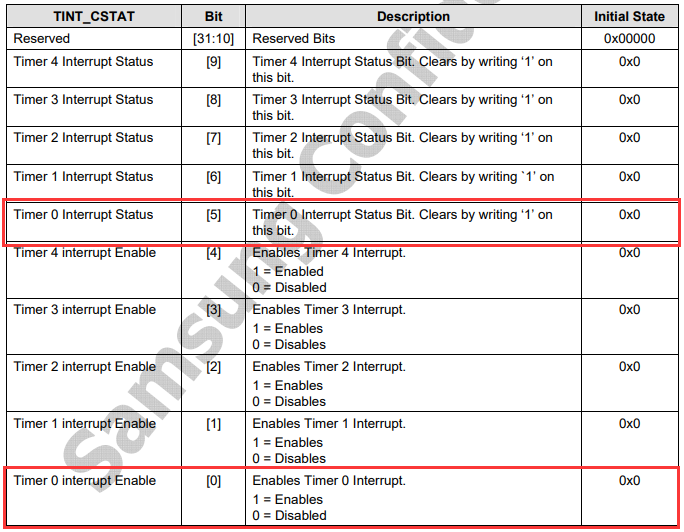 TINT_CSTAT Bit Description Initial State
Reserved [31:10] Reserved Bits 0x00000
Timer 4 Interrupt Status [9] Timer 4 Interrupt Status Bit. Clears by writing ‘1’ on 0x0
this bit.
Timer 3 Interrupt Status [8] Timer 3 Interrupt Status Bit. Clears by writing ‘1’ on 0x0
this bit.
Timer 2 Interrupt Status [7] Timer 2 Interrupt Status Bit. Clears by writing ‘1’ on 0x0
this bit.
Timer 1 Interrupt Status [6] Timer 1 Interrupt Status Bit. Clears by writing `1’ on 0x0
this bit.
Timer 0 Interrupt Status [5] Timer 0 Interrupt Status Bit. Clears by writing ‘1’ on 0x0
this bit.
Timer 4 interrupt Enable [4] Enables Timer 4 Interrupt. 0x0
1 = Enabled
0 = Disabled
Timer 3 interrupt Enable [3] Enables Timer 3 Interrupt. 0x0
1 = Enables
0 = Disables
Timer 2 interrupt Enable [2] Enables Timer 2 Interrupt. 0x0
1 = Enables
0 = Disables
Timer 1 interrupt Enable [1] Enables Timer 1 Interrupt. 0x0
1 = Enables
0 = Disables
Timer 0 interrupt Enable [0] Enables Timer 0 Interrupt. 0x0
1 = Enables
0 = Disabled
Samsung Confid